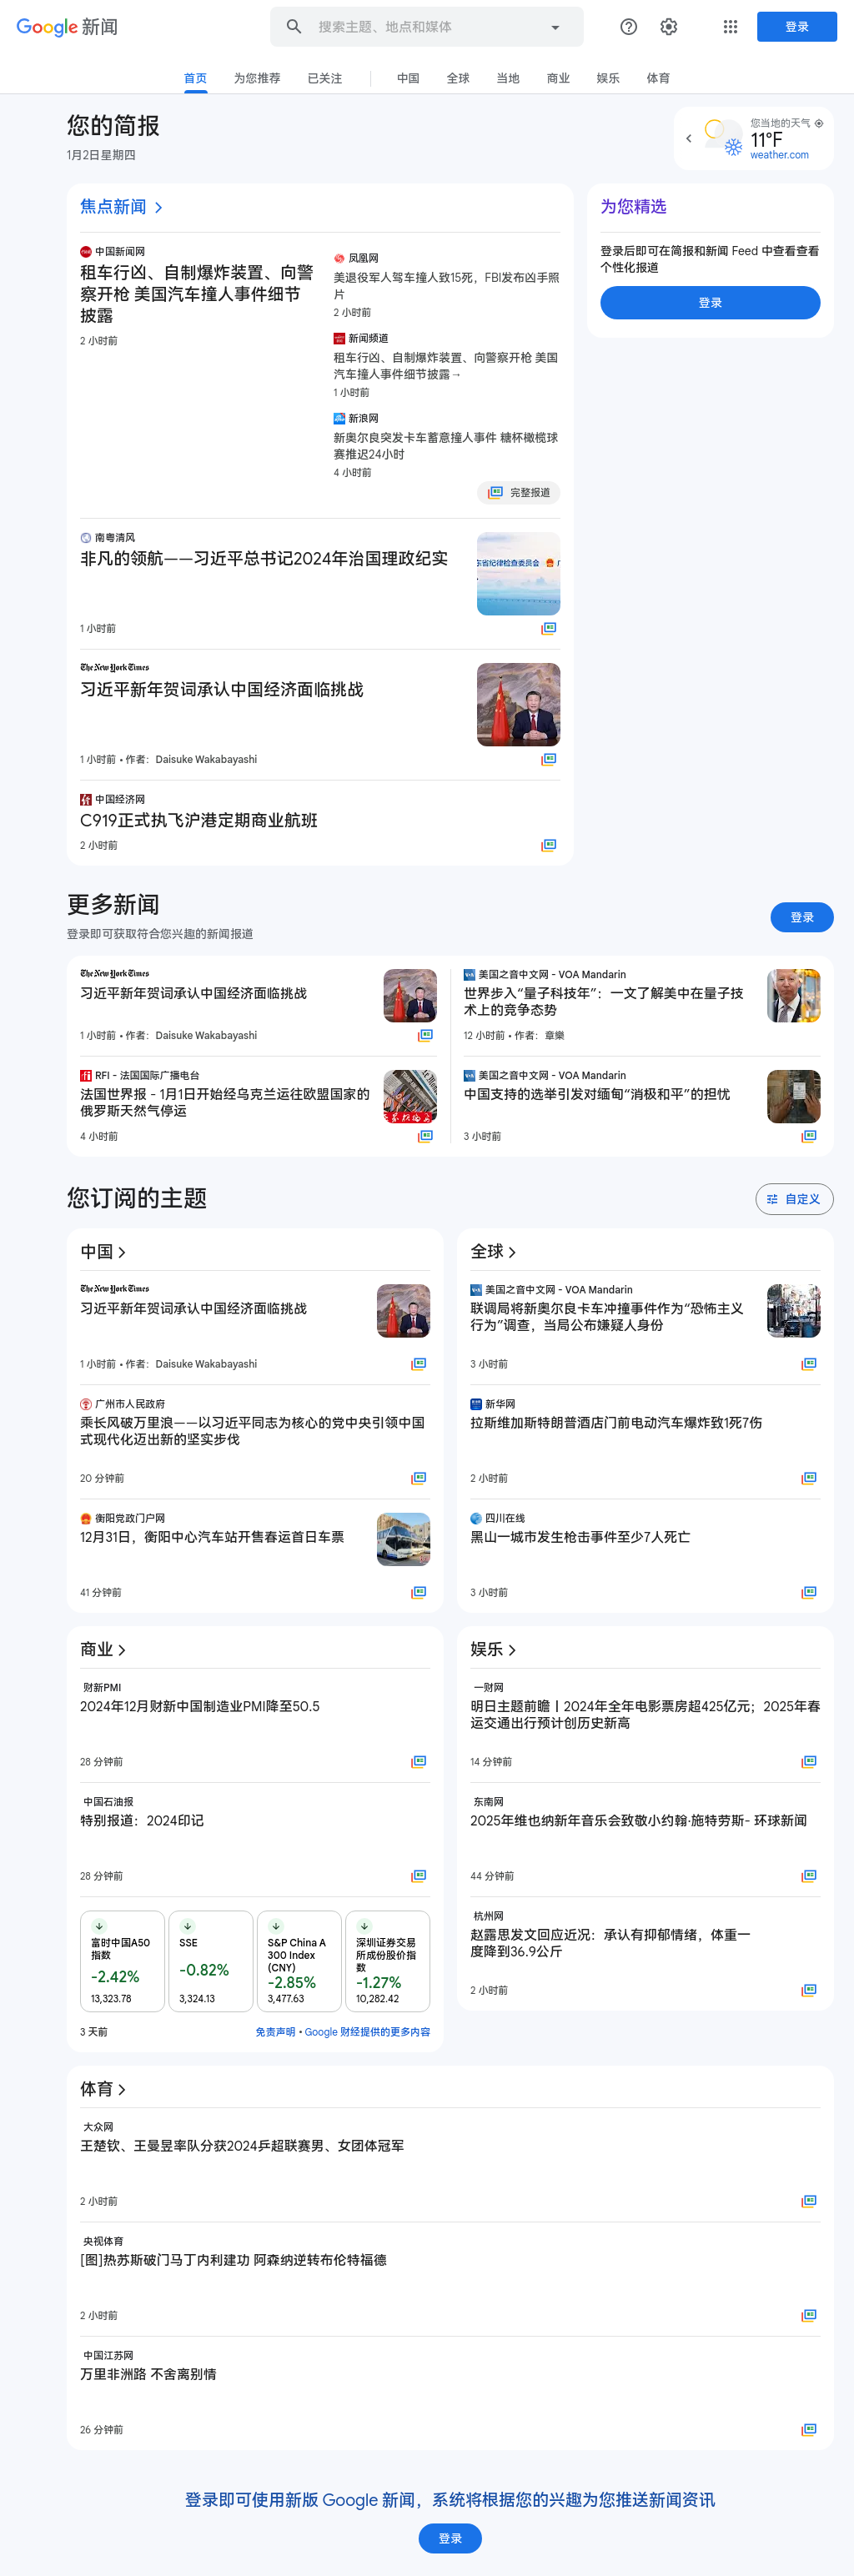 Google 新闻
搜索主题、地点和媒体
登录
首页 为您推荐 已关注 中国 全球 当地 商业 娱乐 体育
您的简报
1月2日星期四
您当地的天气
11°F
weather.com
焦点新闻
中国新闻网
租车行凶、自制爆炸装置、向警
察开枪 美国汽车撞人事件细节
披露
2 小时前
凤凰网
美退役军人驾车撞人致15死，FBI发布凶手照
片
2 小时前
新闻频道
租车行凶、自制爆炸装置、向警察开枪 美国
汽车撞人事件细节披露→
1 小时前
新浪网
新奥尔良突发卡车蓄意撞人事件 糖杯橄榄球
赛推迟24小时
4 小时前
完整报道
为您精选
登录后即可在简报和新闻 Feed 中查看查看
个性化报道
登录
南粤清风
非凡的领航——习近平总书记2024年治国理政纪实
东省纪律检查委员会
1 小时前
The New York Times
习近平新年贺词承认中国经济面临挑战
1 小时前 • 作者：Daisuke Wakabayashi
中国经济网
C919正式执飞沪港定期商业航班
2 小时前
更多新闻
登录即可获取符合您兴趣的新闻报道
登录
The New York Times
习近平新年贺词承认中国经济面临挑战
1 小时前 • 作者：Daisuke Wakabayashi
RFI - 法国国际广播电台
法国世界报 - 1月1日开始经乌克兰运往欧盟国家的
俄罗斯天然气停运
4 小时前
美国之音中文网 - VOA Mandarin
世界步入“量子科技年”：一文了解美中在量子技
术上的竞争态势
12 小时前 • 作者：章樂
美国之音中文网 - VOA Mandarin
中国支持的选举引发对缅甸“消极和平”的担忧
3 小时前
您订阅的主题
自定义
中国
The New York Times
习近平新年贺词承认中国经济面临挑战
1 小时前 • 作者：Daisuke Wakabayashi
广州市人民政府
乘长风破万里浪——以习近平同志为核心的党中央引领中国
式现代化迈出新的坚实步伐
20 分钟前
衡阳党政门户网
12月31日，衡阳中心汽车站开售春运首日车票
41 分钟前
全球
美国之音中文网 - VOA Mandarin
联调局将新奥尔良卡车冲撞事件作为“恐怖主义
行为”调查，当局公布嫌疑人身份
3 小时前
新华网
拉斯维加斯特朗普酒店门前电动汽车爆炸致1死7伤
2 小时前
四川在线
黑山一城市发生枪击事件至少7人死亡
3 小时前
商业
财新PMI
2024年12月财新中国制造业PMI降至50.5
28 分钟前
中国石油报
特别报道：2024印记
28 分钟前
富时中国A50
指数
-2.42%
13,323.78
SSE
-0.82%
3,324.13
S&P China A
300 Index
(CNY)
-2.85%
3,477.63
深圳证券交易
所成份股价指
数
-1.27%
10,282.42
3 天前
免责声明 • Google 财经提供的更多内容
娱乐
一财网
明日主题前瞻丨2024年全年电影票房超425亿元；2025年春
运交通出行预计创历史新高
14 分钟前
东南网
2025年维也纳新年音乐会致敬小约翰·施特劳斯- 环球新闻
44 分钟前
杭州网
赵露思发文回应近况：承认有抑郁情绪，体重一
度降到36.9公斤
2 小时前
体育
大众网
王楚钦、王曼昱率队分获2024乒超联赛男、女团体冠军
2 小时前
央视体育
[图]热苏斯破门马丁内利建功 阿森纳逆转布伦特福德
2 小时前
中国江苏网
万里非洲路 不舍离别情
26 分钟前
登录即可使用新版 Google 新闻，系统将根据您的兴趣为您推送新闻资讯
登录